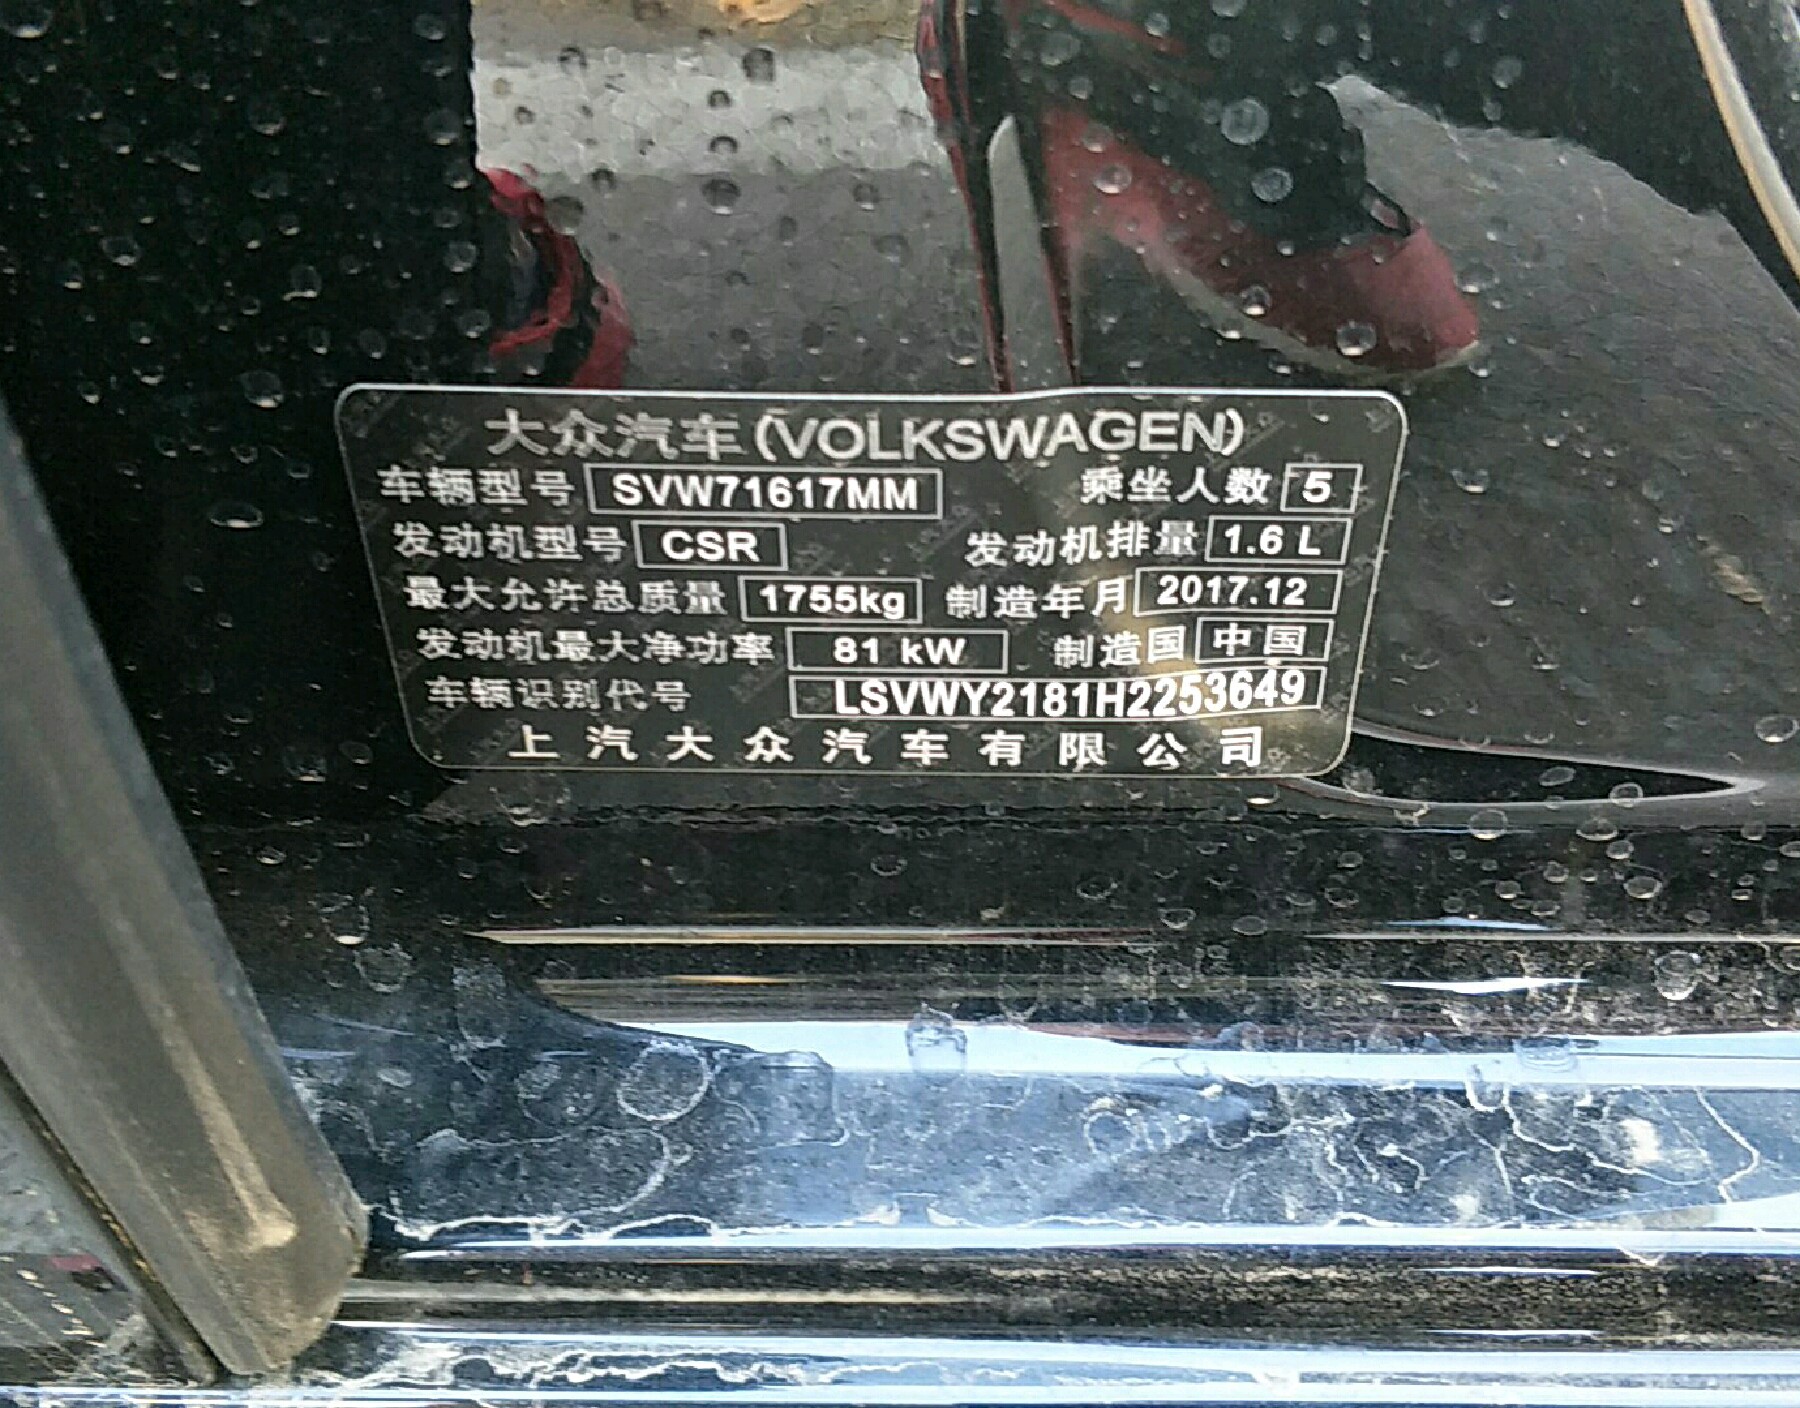 大众汽车(VOLKSWAGEN)
车辆型号 SVW71617MM 乘坐人数 5
发动机型号 CSR 发动机排量 1.6 L
最大允许总质量 1755kg 制造年月 2017.12
发动机最大净功率 81 kW 制造国 中国
车辆识别代号 LSVWY2181H2253649
上汽大众汽车有限公司